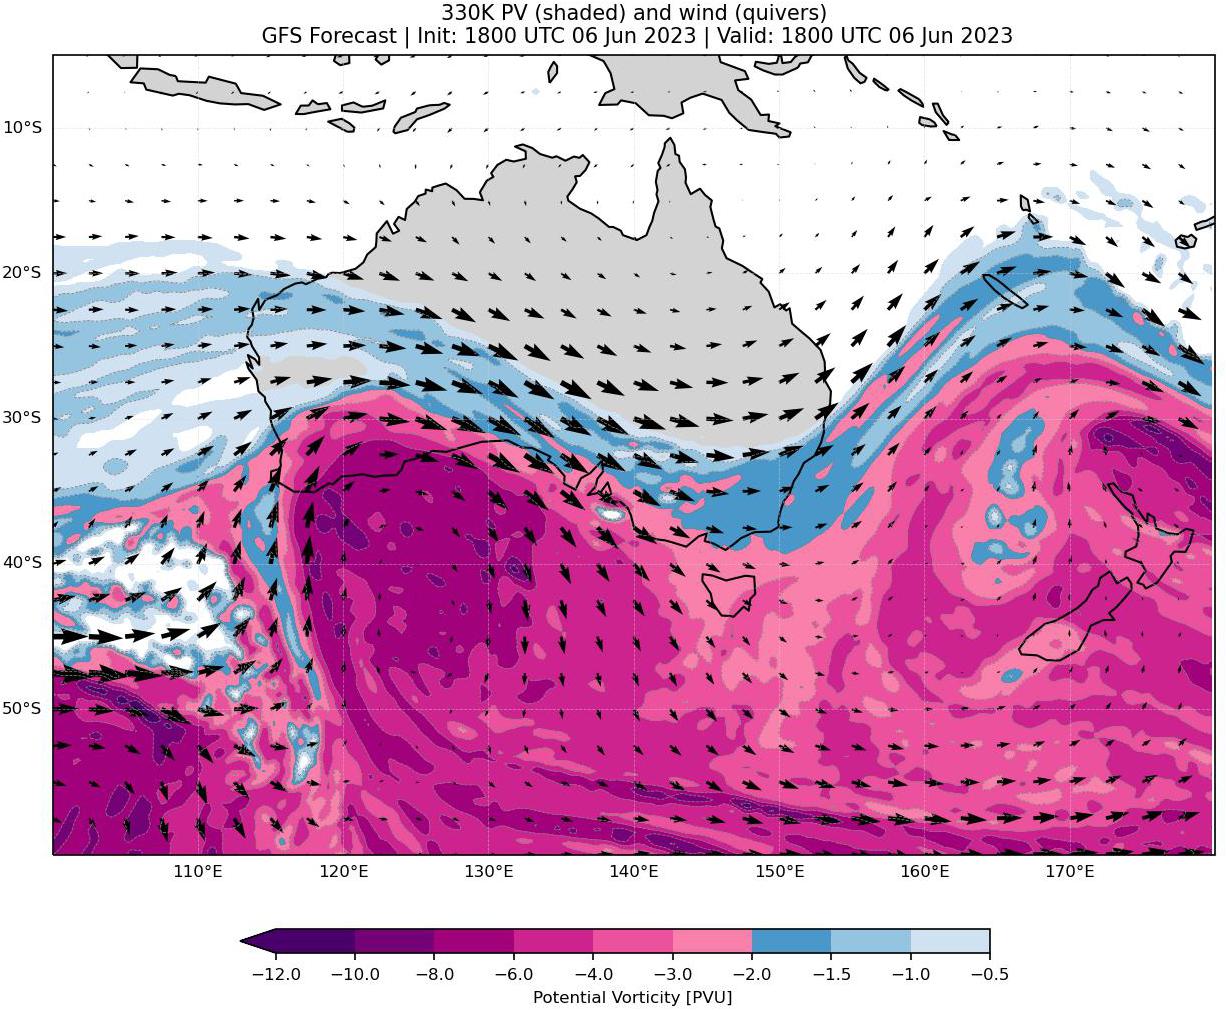 330K PV (shaded) and wind (quivers)
GFS Forecast | Init: 1800 UTC 06 Jun 2023 | Valid: 1800 UTC 06 Jun 2023
10°S
20°S
30°S
40°S
50°S
110°E 120°E 130°E 140°E 150°E 160°E 170°E
−12.0 −10.0 −8.0 −6.0 −4.0 −3.0 −2.0 −1.5 −1.0 −0.5
Potential Vorticity [PVU]